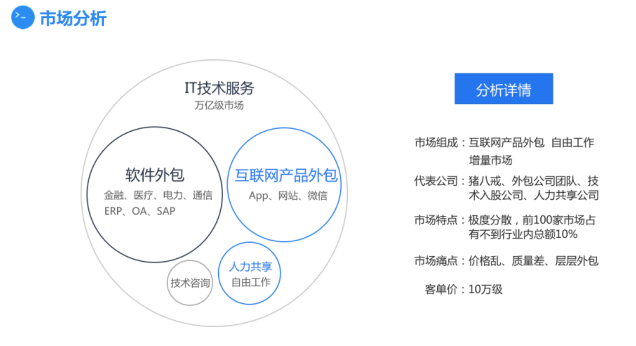 >_ 市场分析
IT技术服务
万亿级市场
软件外包
金融、医疗、电力、通信
ERP、OA、SAP
互联网产品外包
App、网站、微信
人力共享
自由工作
技术咨询
分析详情
市场组成：互联网产品外包 自由工作
增量市场
代表公司：猪八戒、外包公司团队、技
术入股公司、人力共享公司
市场特点：极度分散，前100家市场占
有不到行业内总额10%
市场痛点：价格乱、质量差、层层外包
客单价：10万级